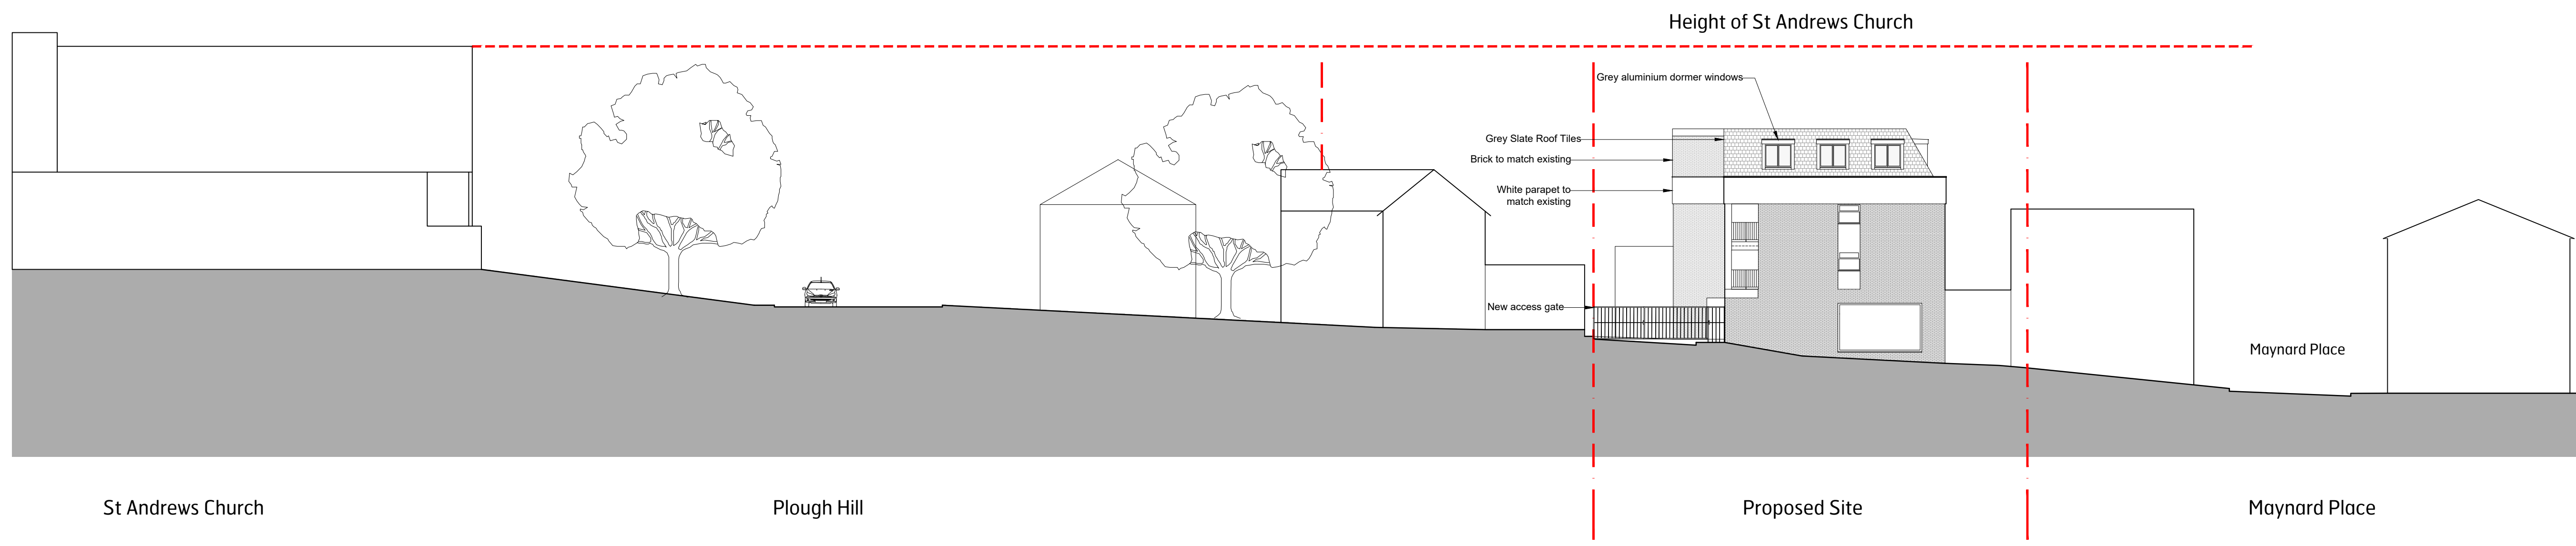 Height of St Andrews Church
Grey aluminium dormer windows
Grey Slate Roof Tiles
Brick to match existing
White parapet to
match existing
New access gate
Maynard Place
St Andrews Church
Plough Hill
Proposed Site
Maynard Place